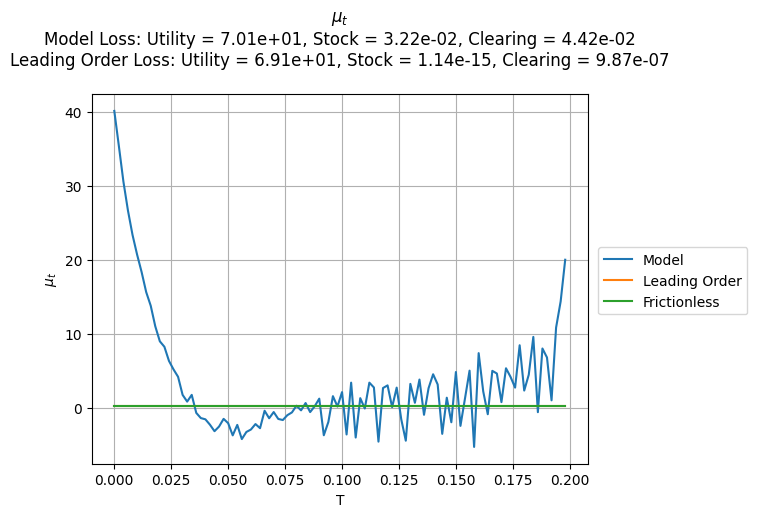 μt
Model Loss: Utility = 7.01e+01, Stock = 3.22e-02, Clearing = 4.42e-02
Leading Order Loss: Utility = 6.91e+01, Stock = 1.14e-15, Clearing = 9.87e-07
40
30
20
10
0
μt
0.000 0.025 0.050 0.075 0.100 0.125 0.150 0.175 0.200
T
Model
Leading Order
Frictionless